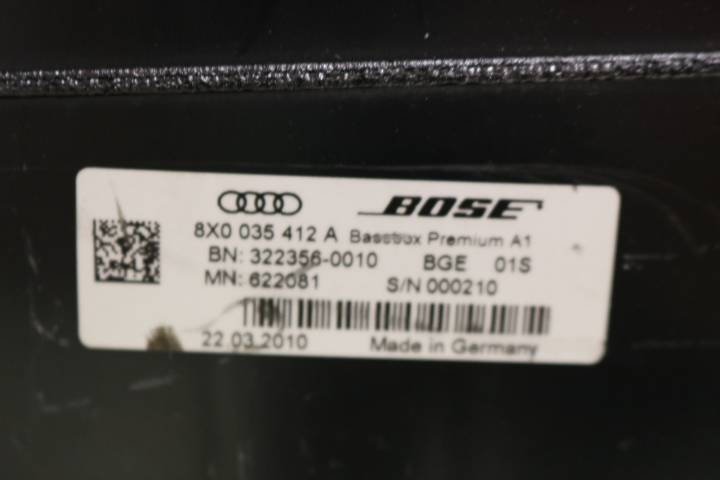 BOSE
8X0 035 412 A Bassbox Premium A1
BN: 322356-0010 BGE 01S
MN: 622081 S/N 000210
22.03.2010 Made in Germany